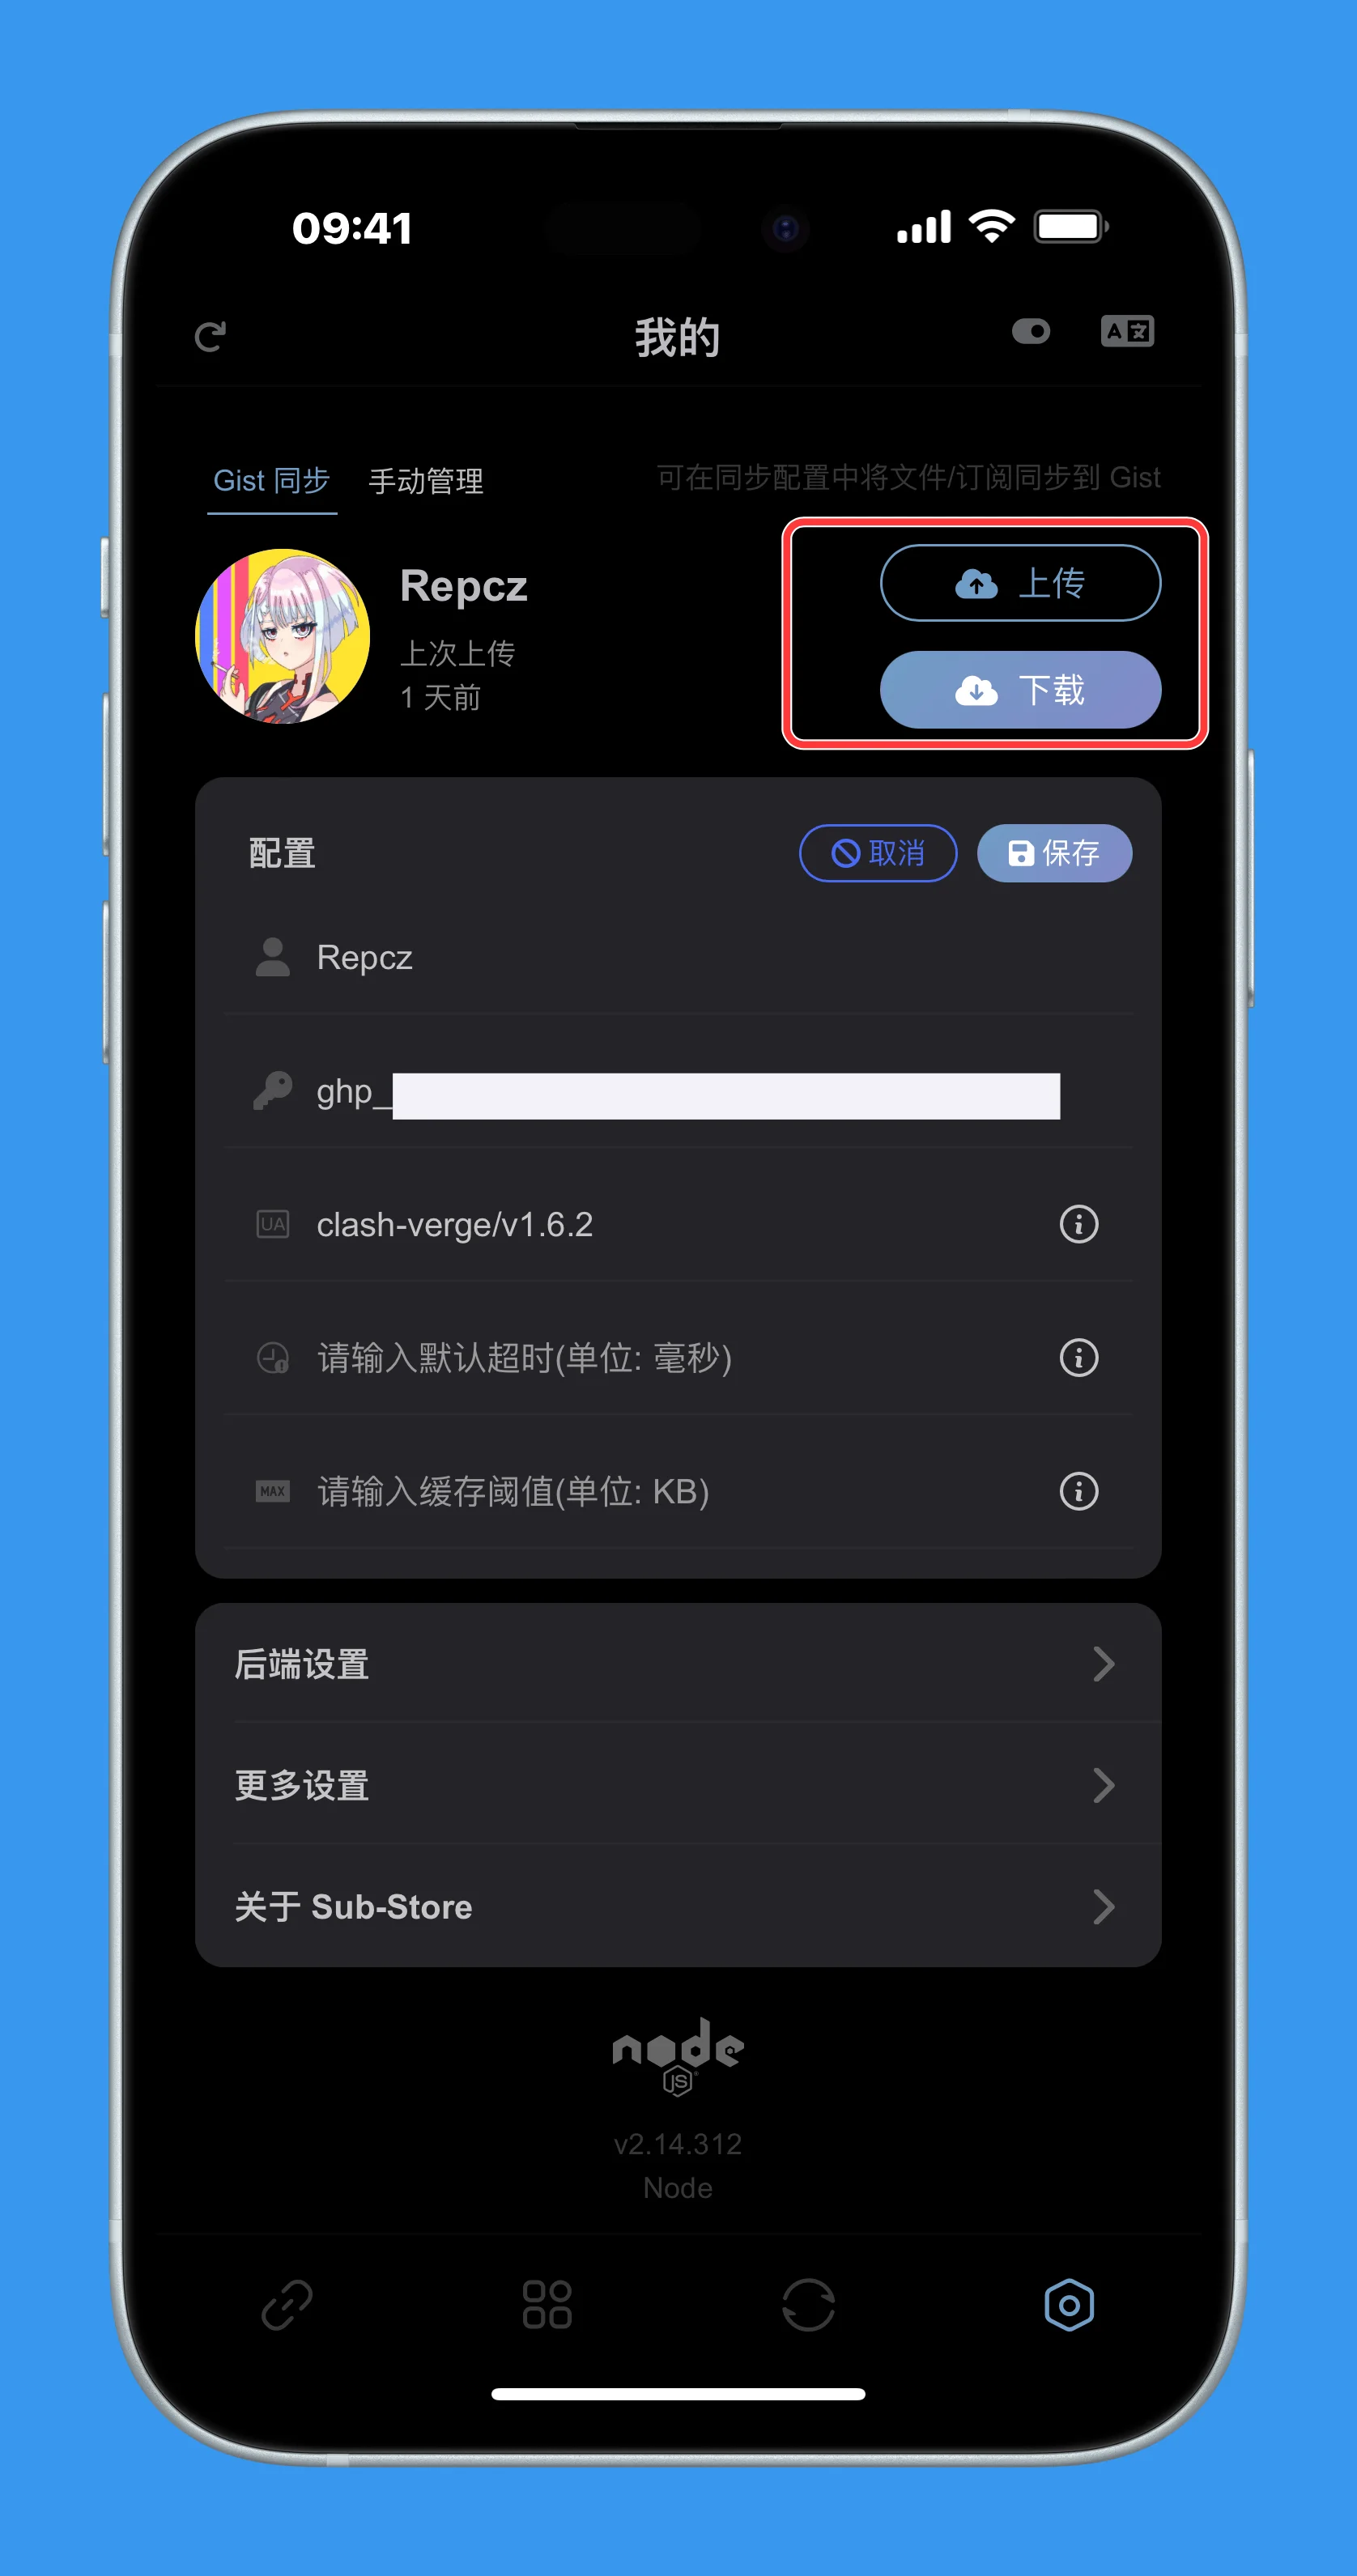 09:41
我的
A 文
Gist 同步 手动管理 可在同步配置中将文件/订阅同步到 Gist
Repcz
上次上传
1 天前
上传
下载
配置 取消 保存
Repcz
ghp_
UA clash-verge/v1.6.2
请输入默认超时(单位: 毫秒)
MAX 请输入缓存阈值(单位: KB)
后端设置
更多设置
关于 Sub-Store
node
JS
v2.14.312
Node